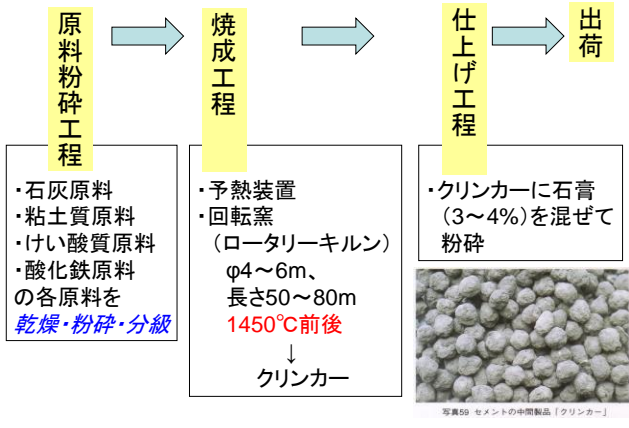 原料粉砕工程
焼成工程
仕上げ工程
出荷
・石灰原料
・粘土質原料
・けい酸質原料
・酸化鉄原料
の各原料を
乾燥・粉砕・分級
・予熱装置
・回転窯
（ロータリーキルン）
φ4～6m、
長さ50～80m
1450℃前後
↓
クリンカー
・クリンカーに石膏
（3～4%）を混ぜて
粉砕
写真59 セメントの中間製品「クリンカー」